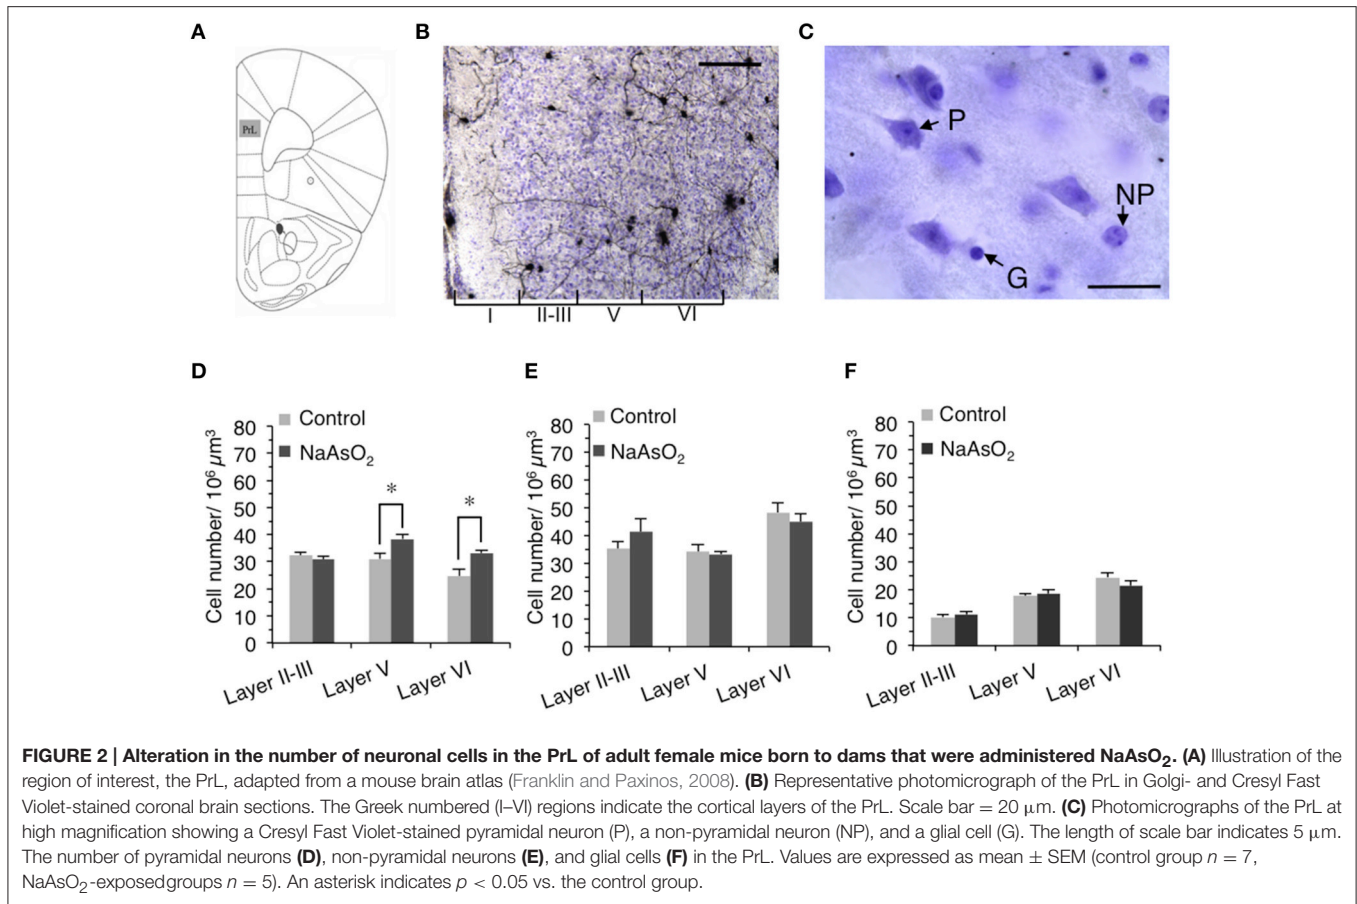 A
B
C
PrL
P
NP
G
I
II-III
V
VI
D
E
F
Control
NaAsO2
Cell number/ 10⁶ µm³
80
70
60
50
40
30
20
10
0
*
*
Layer II-III
Layer V
Layer VI
Control
NaAsO2
Cell number/ 10⁶ µm³
80
70
60
50
40
30
20
10
0
Layer II-III
Layer V
Layer VI
Control
NaAsO2
Cell number/ 10⁶ µm³
80
70
60
50
40
30
20
10
0
Layer II-III
Layer V
Layer VI
FIGURE 2 | Alteration in the number of neuronal cells in the PrL of adult female mice born to dams that were administered NaAsO2. (A) Illustration of the
region of interest, the PrL, adapted from a mouse brain atlas (Franklin and Paxinos, 2008). (B) Representative photomicrograph of the PrL in Golgi- and Cresyl Fast
Violet-stained coronal brain sections. The Greek numbered (I–VI) regions indicate the cortical layers of the PrL. Scale bar = 20 µm. (C) Photomicrographs of the PrL at
high magnification showing a Cresyl Fast Violet-stained pyramidal neuron (P), a non-pyramidal neuron (NP), and a glial cell (G). The length of scale bar indicates 5 µm.
The number of pyramidal neurons (D), non-pyramidal neurons (E), and glial cells (F) in the PrL. Values are expressed as mean ± SEM (control group n = 7,
NaAsO2-exposedgroups n = 5). An asterisk indicates p < 0.05 vs. the control group.